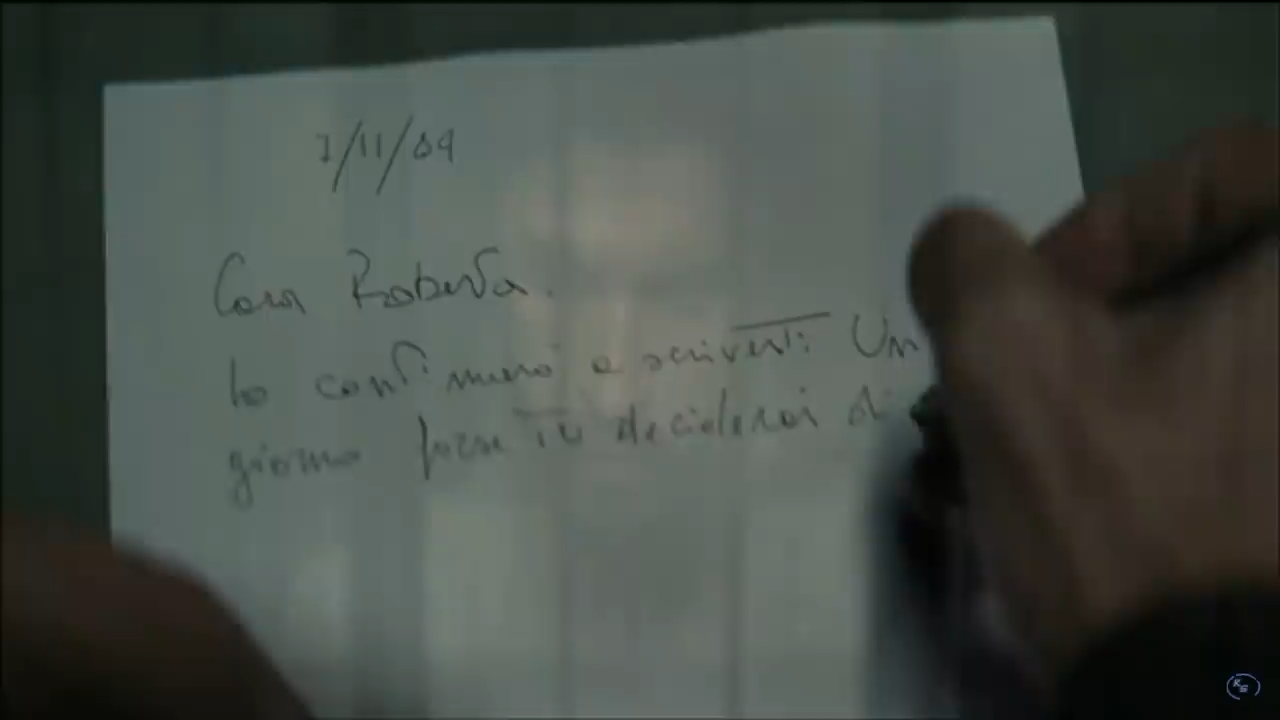 7/11/09
Cara Roberta.
Io continuerò a scriverti Un
giorno forse tu deciderai di